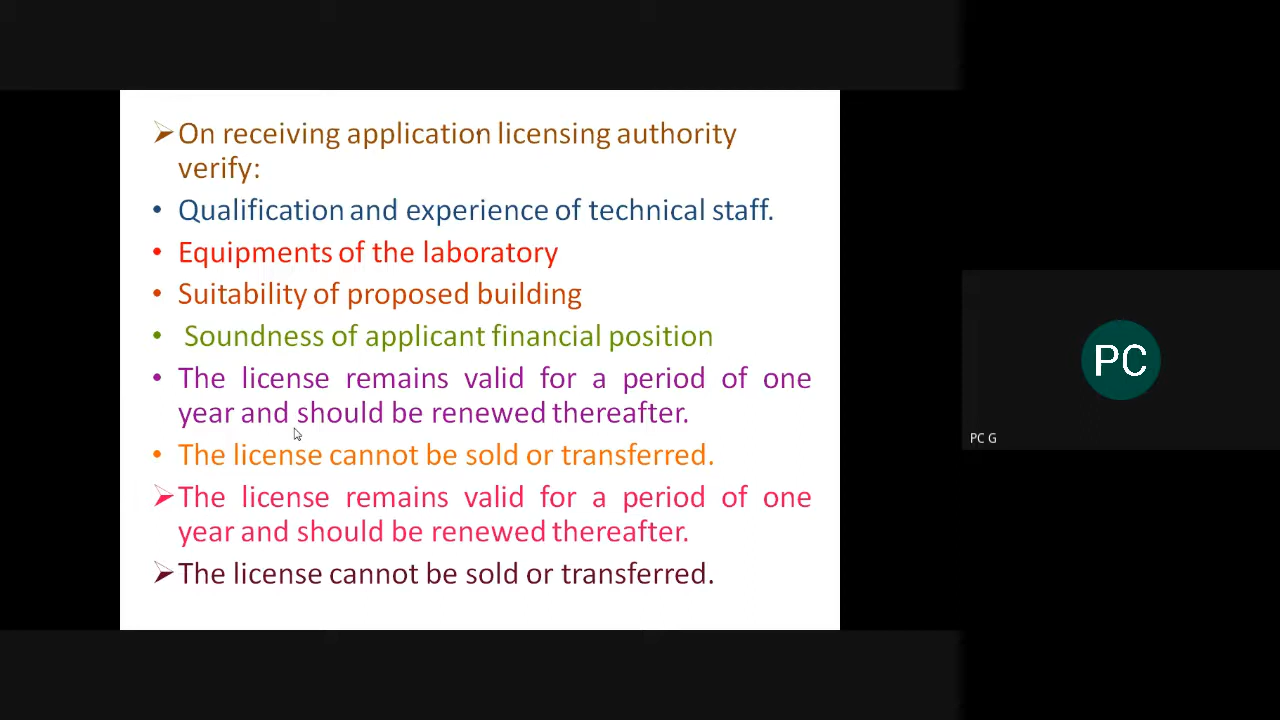 ➢On receiving application licensing authority
verify:
• Qualification and experience of technical staff.
• Equipments of the laboratory
• Suitability of proposed building
• Soundness of applicant financial position
• The license remains valid for a period of one
year and should be renewed thereafter.
• The license cannot be sold or transferred.
➢The license remains valid for a period of one
year and should be renewed thereafter.
➢The license cannot be sold or transferred.
PC
PC G